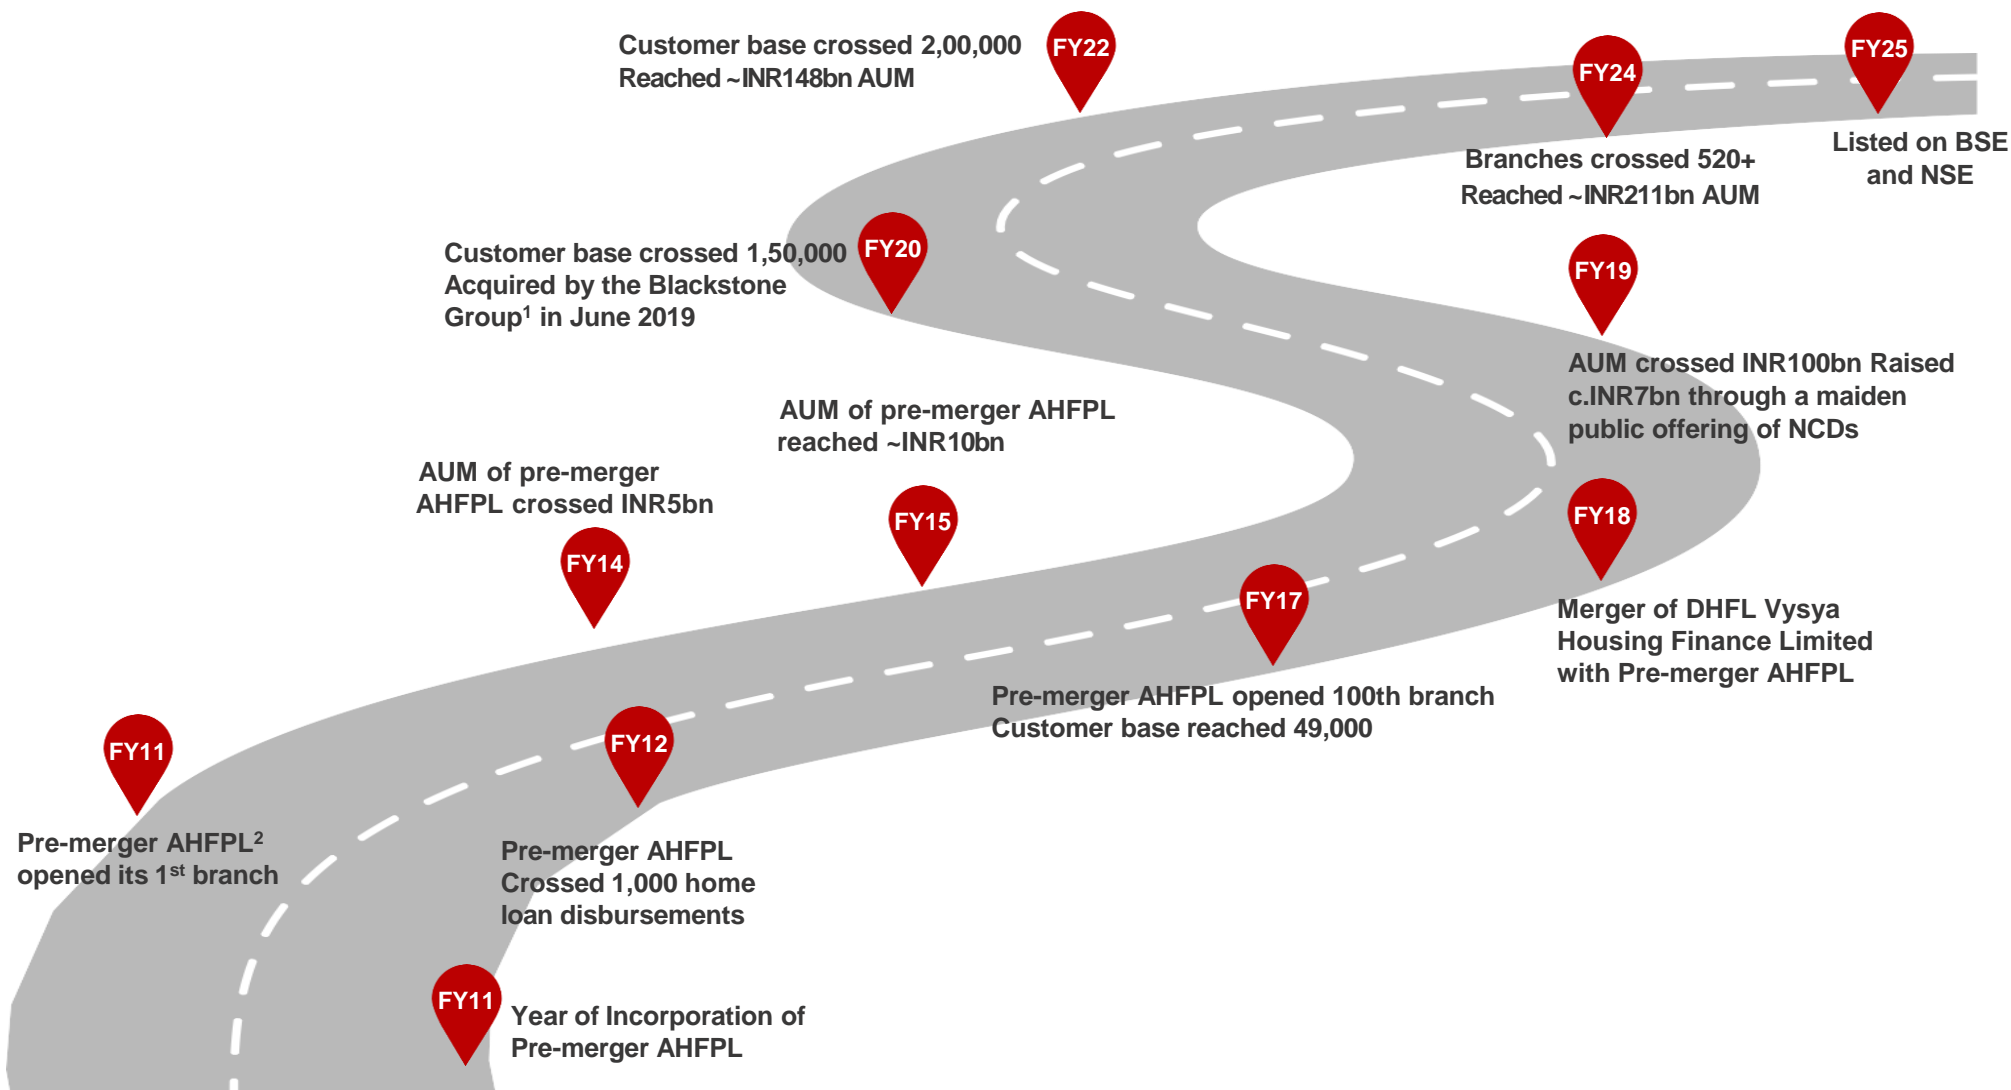 Customer base crossed 2,00,000
Reached ~INR148bn AUM
FY22
FY24
FY25
Branches crossed 520+
Reached ~INR211bn AUM
Listed on BSE
and NSE
Customer base crossed 1,50,000
Acquired by the Blackstone
Group¹ in June 2019
FY20
FY19
AUM crossed INR100bn Raised
c.INR7bn through a maiden
public offering of NCDs
AUM of pre-merger AHFPL
reached ~INR10bn
FY15
AUM of pre-merger
AHFPL crossed INR5bn
FY14
FY18
Merger of DHFL Vysya
Housing Finance Limited
with Pre-merger AHFPL
FY17
Pre-merger AHFPL opened 100th branch
Customer base reached 49,000
FY11
Pre-merger AHFPL²
opened its 1st branch
FY12
Pre-merger AHFPL
Crossed 1,000 home
loan disbursements
FY11
Year of Incorporation of
Pre-merger AHFPL